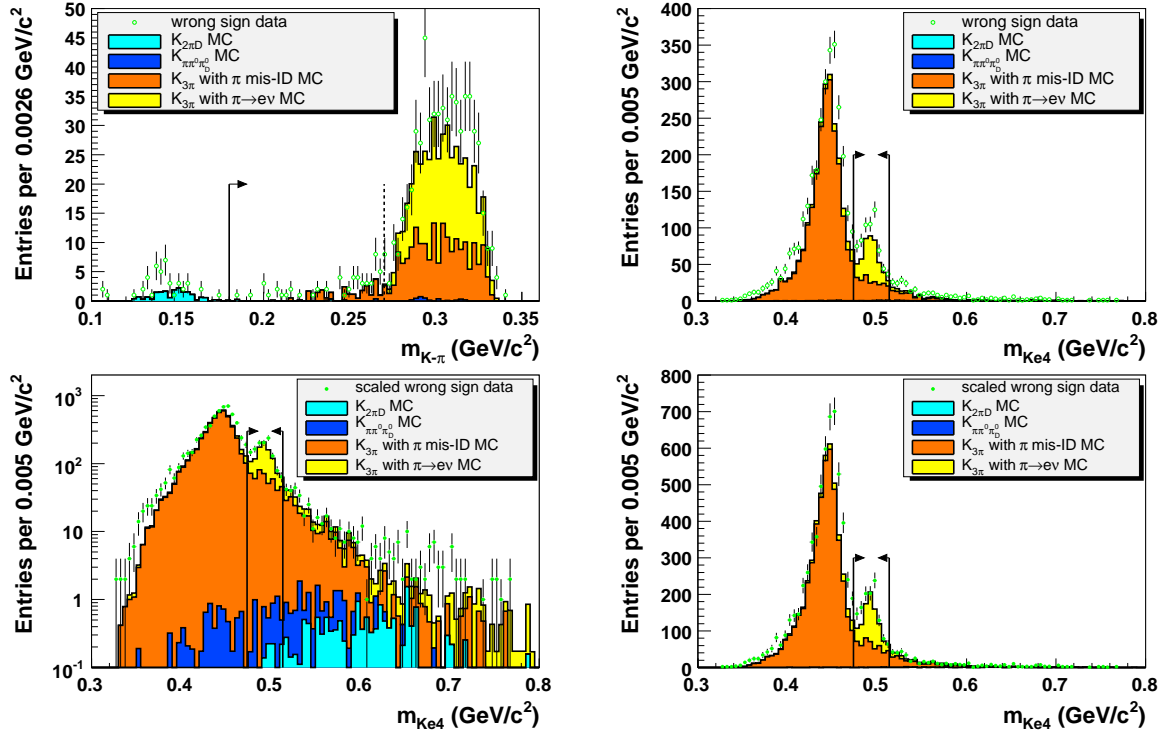 Entries per 0.0026 GeV/c²
50
45
40
35
30
25
20
15
10
5
0
wrong sign data
K₂πD MC
Kππ⁰π⁰D MC
K₃π with π mis-ID MC
K₃π with π→eν MC
0.1 0.15 0.2 0.25 0.3 0.35
m_K-π (GeV/c²)
Entries per 0.005 GeV/c²
400
350
300
250
200
150
100
50
0
wrong sign data
K₂πD MC
Kππ⁰π⁰D MC
K₃π with π mis-ID MC
K₃π with π→eν MC
0.3 0.4 0.5 0.6 0.7 0.8
m_Ke4 (GeV/c²)
Entries per 0.005 GeV/c²
10³
10²
10
1
10⁻¹
scaled wrong sign data
K₂πD MC
Kππ⁰π⁰D MC
K₃π with π mis-ID MC
K₃π with π→eν MC
0.3 0.4 0.5 0.6 0.7 0.8
m_Ke4 (GeV/c²)
Entries per 0.005 GeV/c²
800
700
600
500
400
300
200
100
0
scaled wrong sign data
K₂πD MC
Kππ⁰π⁰D MC
K₃π with π mis-ID MC
K₃π with π→eν MC
0.3 0.4 0.5 0.6 0.7 0.8
m_Ke4 (GeV/c²)